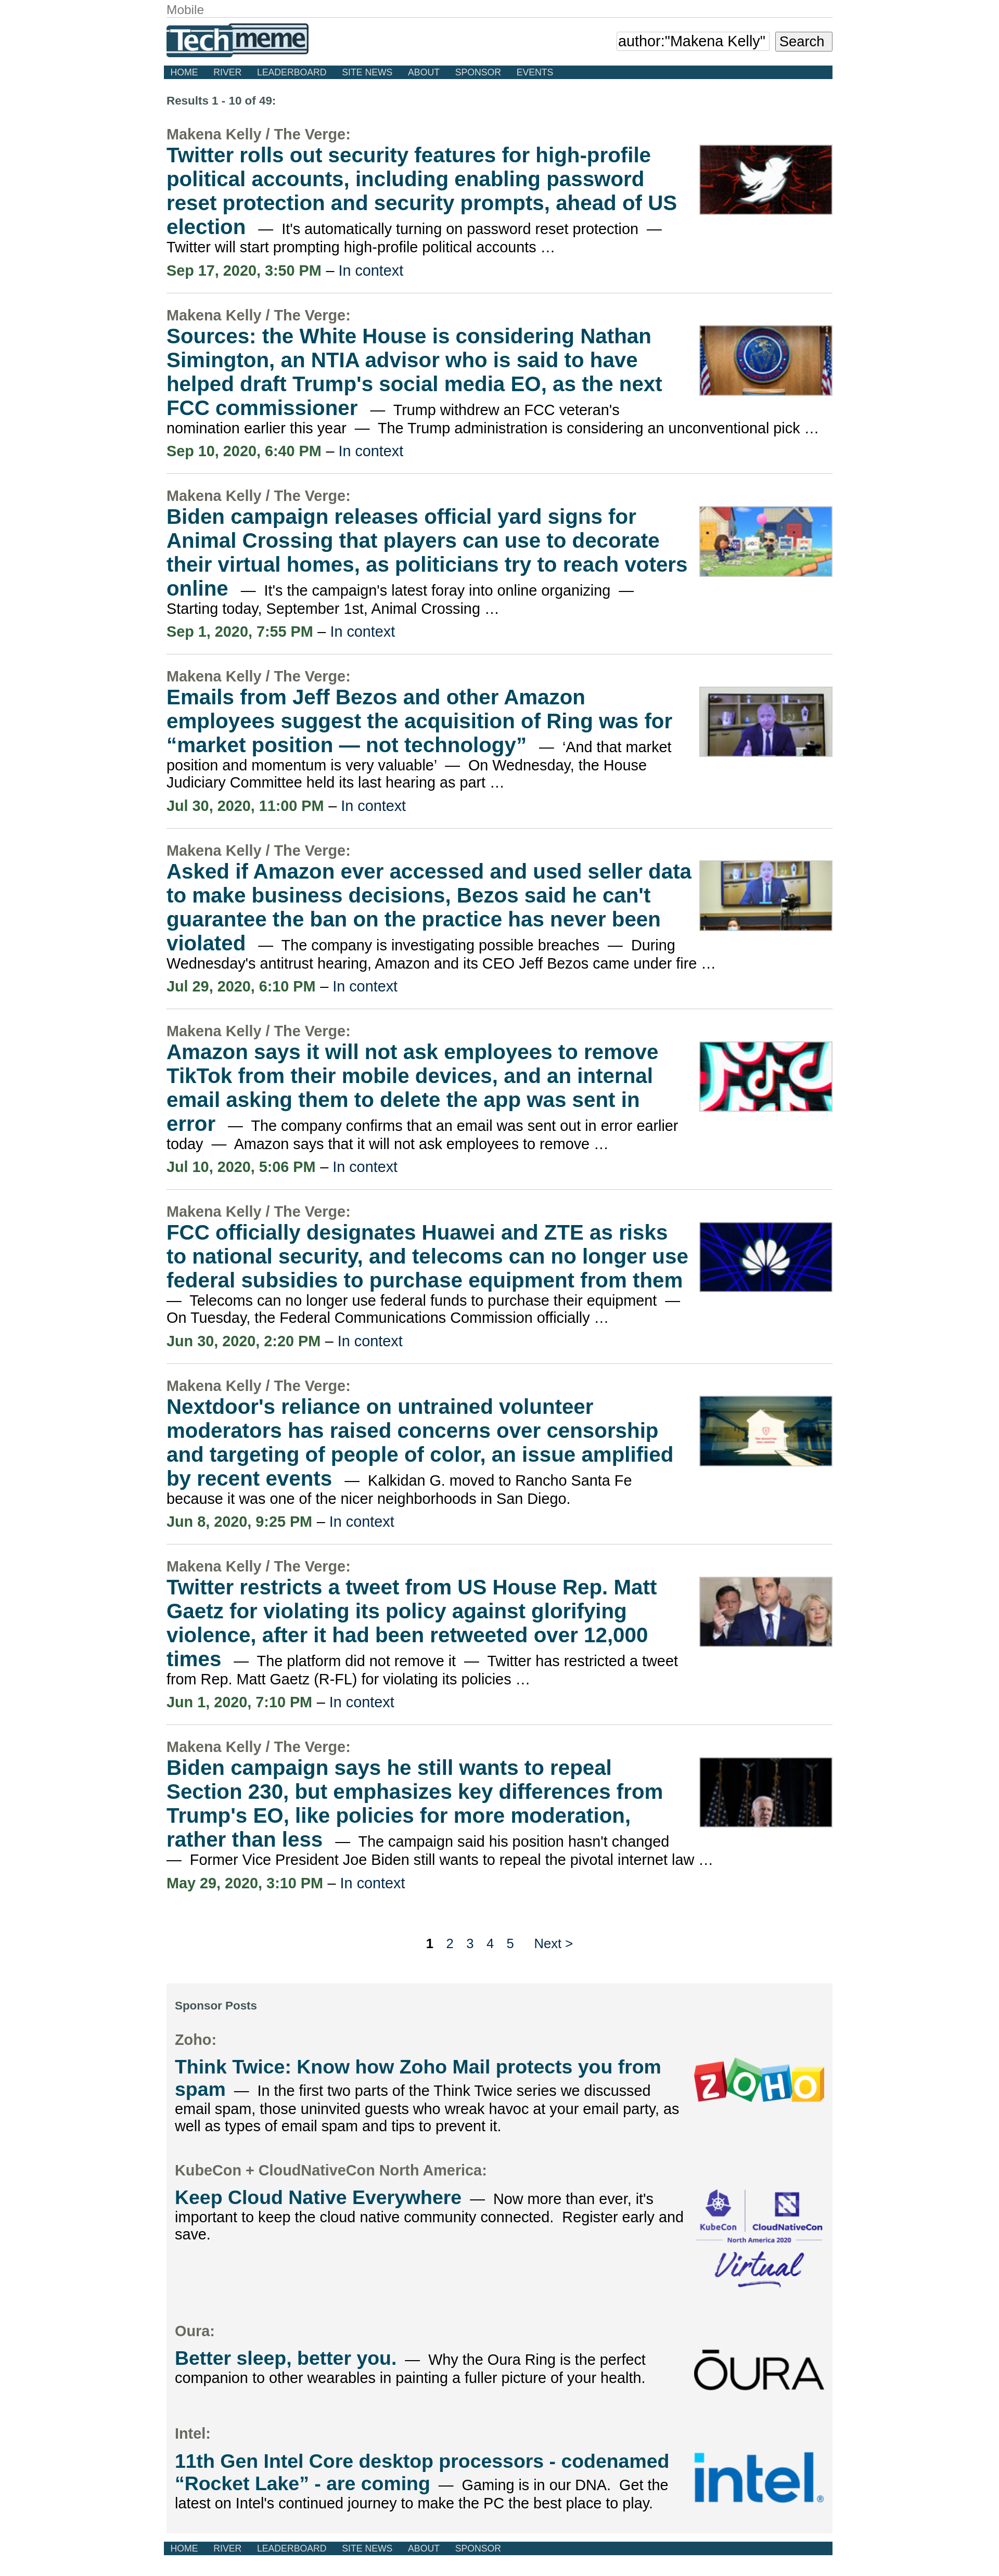 Mobile
Techmeme
author:"Makena Kelly"
Search
HOME RIVER LEADERBOARD SITE NEWS ABOUT SPONSOR EVENTS
Results 1 - 10 of 49:
Makena Kelly / The Verge:
Twitter rolls out security features for high-profile
political accounts, including enabling password
reset protection and security prompts, ahead of US
election — It's automatically turning on password reset protection —
Twitter will start prompting high-profile political accounts …
Sep 17, 2020, 3:50 PM – In context
Makena Kelly / The Verge:
Sources: the White House is considering Nathan
Simington, an NTIA advisor who is said to have
helped draft Trump's social media EO, as the next
FCC commissioner — Trump withdrew an FCC veteran's
nomination earlier this year — The Trump administration is considering an unconventional pick …
Sep 10, 2020, 6:40 PM – In context
Makena Kelly / The Verge:
Biden campaign releases official yard signs for
Animal Crossing that players can use to decorate
their virtual homes, as politicians try to reach voters
online — It's the campaign's latest foray into online organizing —
Starting today, September 1st, Animal Crossing …
Sep 1, 2020, 7:55 PM – In context
Makena Kelly / The Verge:
Emails from Jeff Bezos and other Amazon
employees suggest the acquisition of Ring was for
“market position — not technology” — ‘And that market
position and momentum is very valuable’ — On Wednesday, the House
Judiciary Committee held its last hearing as part …
Jul 30, 2020, 11:00 PM – In context
Makena Kelly / The Verge:
Asked if Amazon ever accessed and used seller data
to make business decisions, Bezos said he can't
guarantee the ban on the practice has never been
violated — The company is investigating possible breaches — During
Wednesday's antitrust hearing, Amazon and its CEO Jeff Bezos came under fire …
Jul 29, 2020, 6:10 PM – In context
Makena Kelly / The Verge:
Amazon says it will not ask employees to remove
TikTok from their mobile devices, and an internal
email asking them to delete the app was sent in
error — The company confirms that an email was sent out in error earlier
today — Amazon says that it will not ask employees to remove …
Jul 10, 2020, 5:06 PM – In context
Makena Kelly / The Verge:
FCC officially designates Huawei and ZTE as risks
to national security, and telecoms can no longer use
federal subsidies to purchase equipment from them
— Telecoms can no longer use federal funds to purchase their equipment —
On Tuesday, the Federal Communications Commission officially …
Jun 30, 2020, 2:20 PM – In context
Makena Kelly / The Verge:
Nextdoor's reliance on untrained volunteer
moderators has raised concerns over censorship
and targeting of people of color, an issue amplified
by recent events — Kalkidan G. moved to Rancho Santa Fe
because it was one of the nicer neighborhoods in San Diego.
Jun 8, 2020, 9:25 PM – In context
Makena Kelly / The Verge:
Twitter restricts a tweet from US House Rep. Matt
Gaetz for violating its policy against glorifying
violence, after it had been retweeted over 12,000
times — The platform did not remove it — Twitter has restricted a tweet
from Rep. Matt Gaetz (R-FL) for violating its policies …
Jun 1, 2020, 7:10 PM – In context
Makena Kelly / The Verge:
Biden campaign says he still wants to repeal
Section 230, but emphasizes key differences from
Trump's EO, like policies for more moderation,
rather than less — The campaign said his position hasn't changed
— Former Vice President Joe Biden still wants to repeal the pivotal internet law …
May 29, 2020, 3:10 PM – In context
1 2 3 4 5 Next >
Sponsor Posts
Zoho:
Think Twice: Know how Zoho Mail protects you from
spam — In the first two parts of the Think Twice series we discussed
email spam, those uninvited guests who wreak havoc at your email party, as
well as types of email spam and tips to prevent it.
ZOHO
KubeCon + CloudNativeCon North America:
Keep Cloud Native Everywhere — Now more than ever, it's
important to keep the cloud native community connected. Register early and
save.
KubeCon CloudNativeCon
North America 2020
Virtual
Oura:
Better sleep, better you. — Why the Oura Ring is the perfect
companion to other wearables in painting a fuller picture of your health.
ŌURA
Intel:
11th Gen Intel Core desktop processors - codenamed
“Rocket Lake” - are coming — Gaming is in our DNA. Get the
latest on Intel's continued journey to make the PC the best place to play.
intel®
HOME RIVER LEADERBOARD SITE NEWS ABOUT SPONSOR